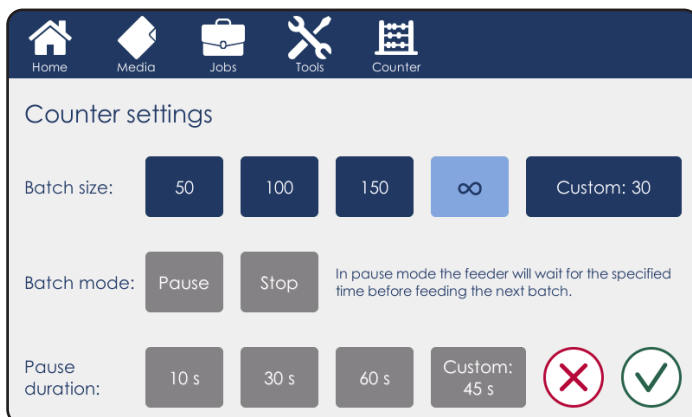 Home Media Jobs Tools Counter
Counter settings
Batch size: 50 100 150 ∞ Custom: 30
Batch mode: Pause Stop
In pause mode the feeder will wait for the specified
time before feeding the next batch.
Pause
duration:
10 s 30 s 60 s
Custom:
45 s